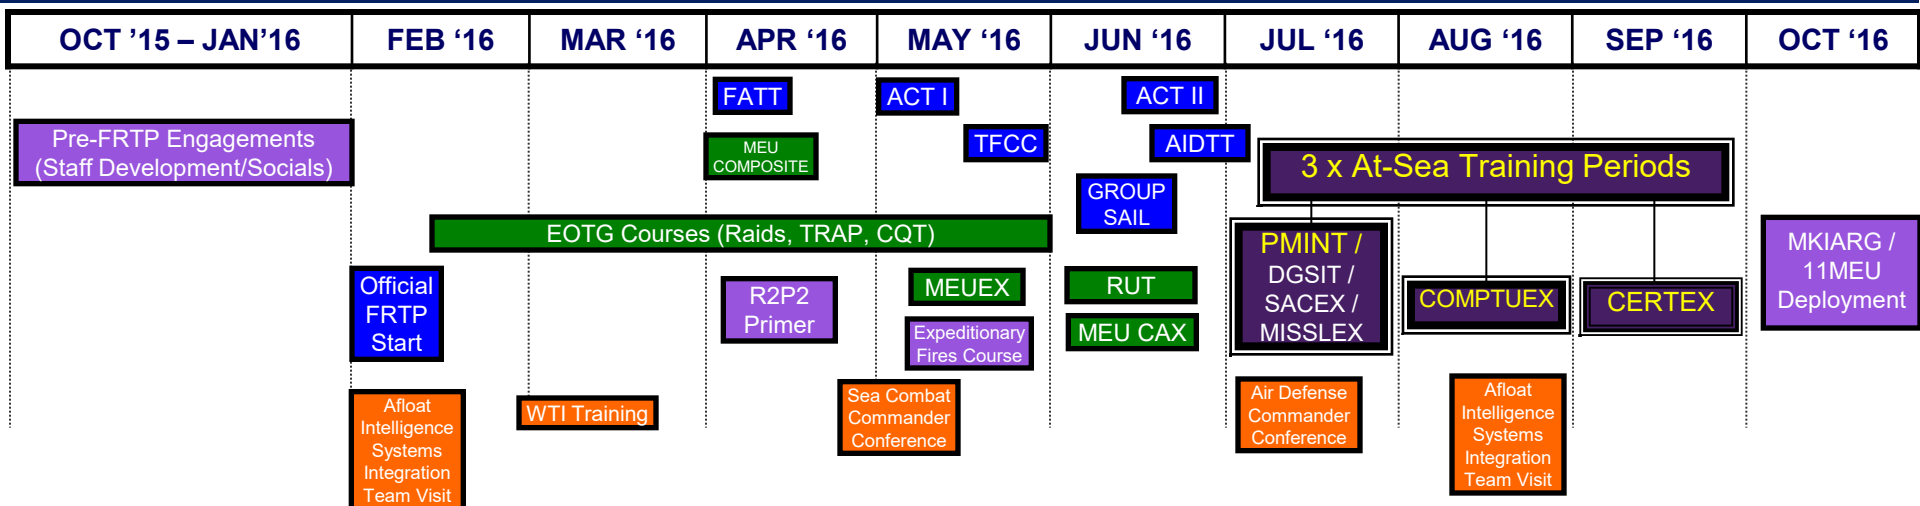 OCT ’15 – JAN’16
FEB ‘16
MAR ‘16
APR ‘16
MAY ‘16
JUN ‘16
JUL ‘16
AUG ‘16
SEP ‘16
OCT ‘16
FATT
ACT I
ACT II
Pre-FRTP Engagements
(Staff Development/Socials)
MEU
COMPOSITE
TFCC
AIDTT
3 x At-Sea Training Periods
GROUP
SAIL
EOTG Courses (Raids, TRAP, CQT)
PMINT /
DGSIT /
SACEX /
MISSLEX
MKIARG /
11MEU
Deployment
Official
FRTP
Start
R2P2
Primer
MEUEX
RUT
COMPTUEX
CERTEX
Expeditionary
Fires Course
MEU CAX
Afloat
Intelligence
Systems
Integration
Team Visit
WTI Training
Sea Combat
Commander
Conference
Air Defense
Commander
Conference
Afloat
Intelligence
Systems
Integration
Team Visit